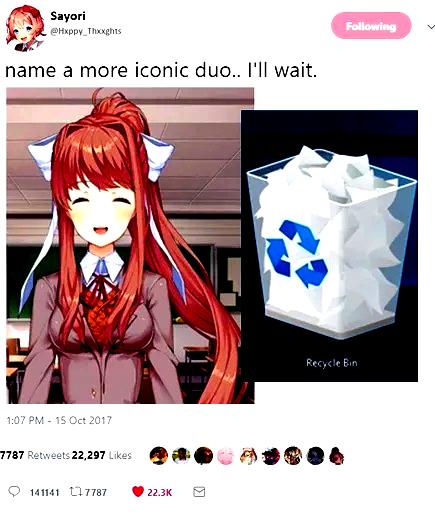 Sayori
@Hxppy_Thxxghts
Following
name a more iconic duo.. I'll wait.
Recycle Bin
1:07 PM - 15 Oct 2017
7787 Retweets 22,297 Likes
141141 7787 22.3K